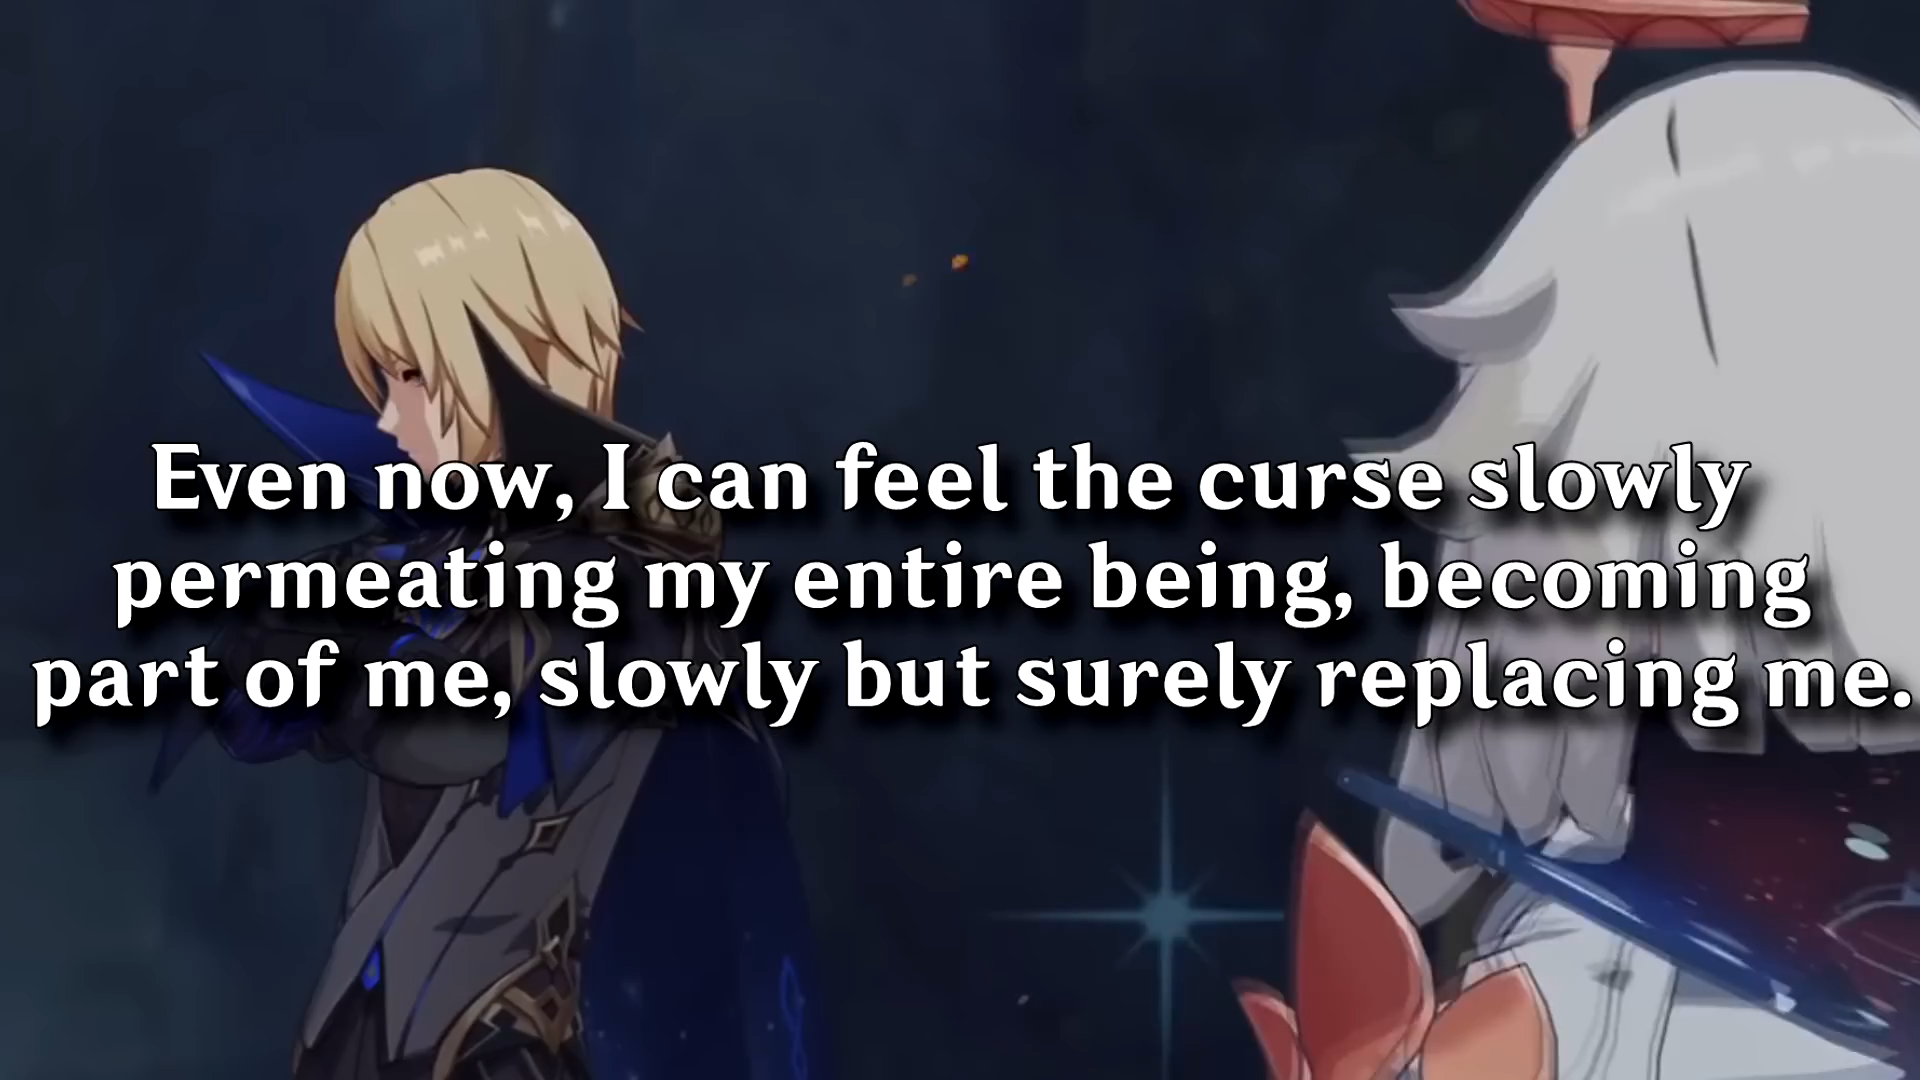 Even now, I can feel the curse slowly
permeating my entire being, becoming
part of me, slowly but surely replacing me.